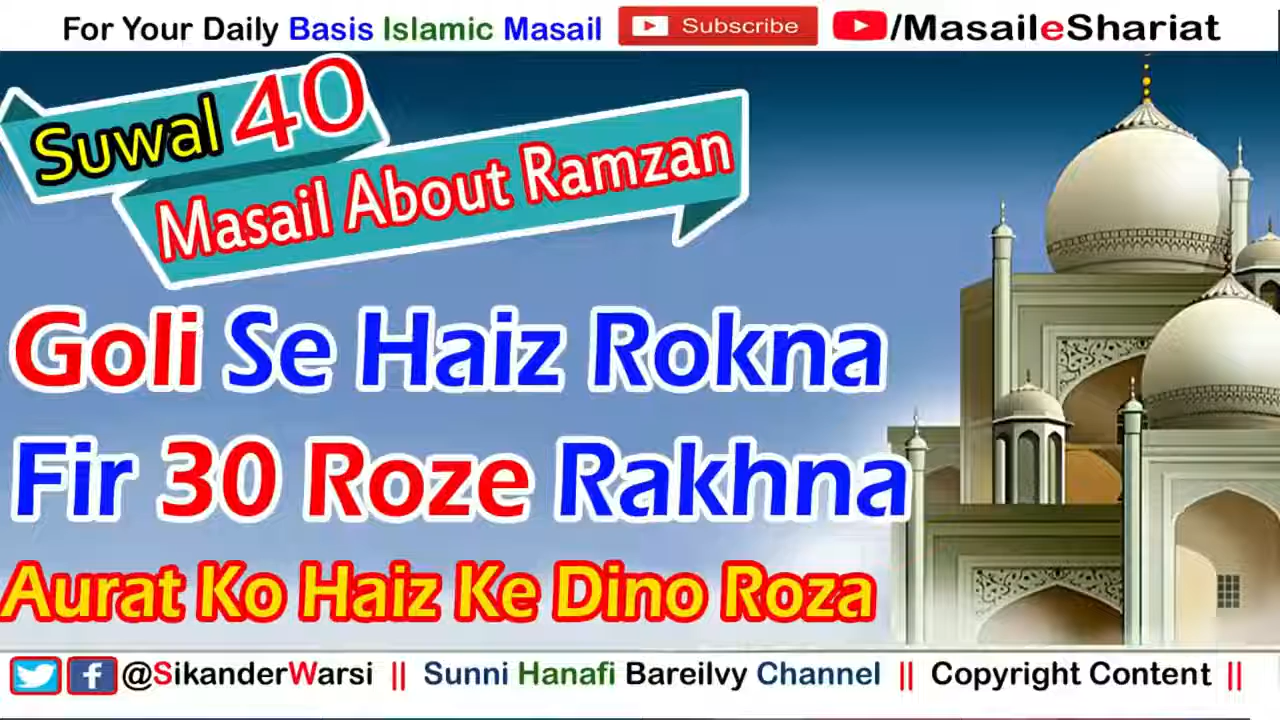 For Your Daily Basis Islamic Masail Subscribe /MasaileShariat
Suwal 40
Masail About Ramzan
Goli Se Haiz Rokna
Fir 30 Roze Rakhna
Aurat Ko Haiz Ke Dino Roza
@SikanderWarsi || Sunni Hanafi Bareilvy Channel || Copyright Content ||